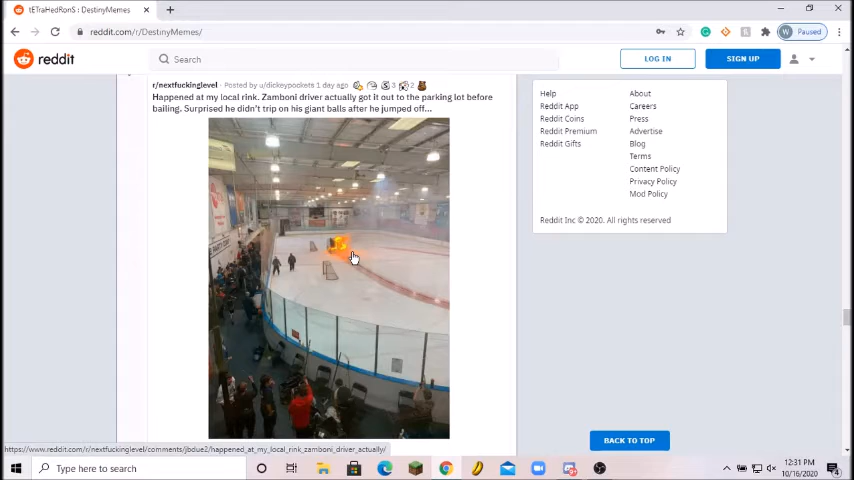 tETraHedRonS : DestinyMemes
reddit.com/r/DestinyMemes/
Paused
reddit
Search
LOG IN
SIGN UP
r/nextfuckinglevel · Posted by u/dickeypockets 1 day ago 3 2
Happened at my local rink. Zamboni driver actually got it out to the parking lot before
bailing. Surprised he didn't trip on his giant balls after he jumped off...
Help
Reddit App
Reddit Coins
Reddit Premium
Reddit Gifts
About
Careers
Press
Advertise
Blog
Terms
Content Policy
Privacy Policy
Mod Policy
Reddit Inc © 2020. All rights reserved
BACK TO TOP
https://www.reddit.com/r/nextfuckinglevel/comments/jbdue2/happened_at_my_local_rink_zamboni_driver_actually/
Type here to search
12:31 PM
10/16/2020
4